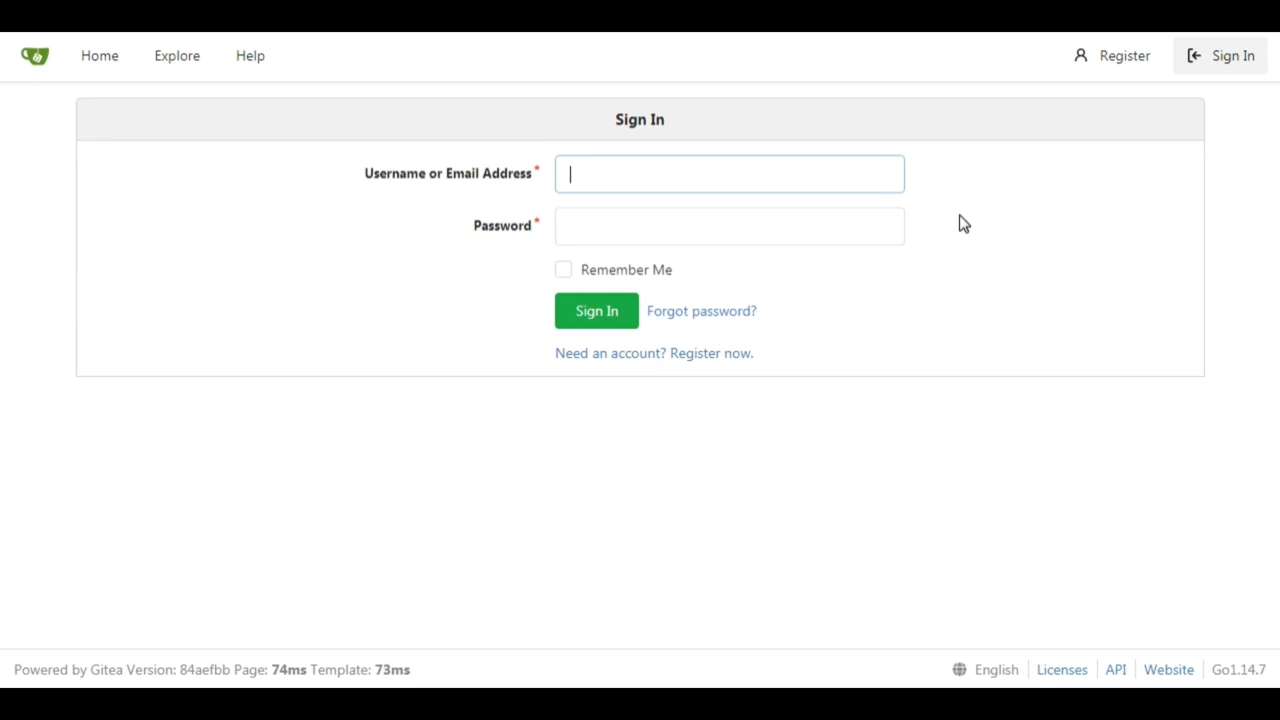 Home Explore Help Register Sign In
Sign In
Username or Email Address*
Password*
Remember Me
Sign In Forgot password?
Need an account? Register now.
Powered by Gitea Version: 84aefbb Page: 74ms Template: 73ms English Licenses API Website Go1.14.7